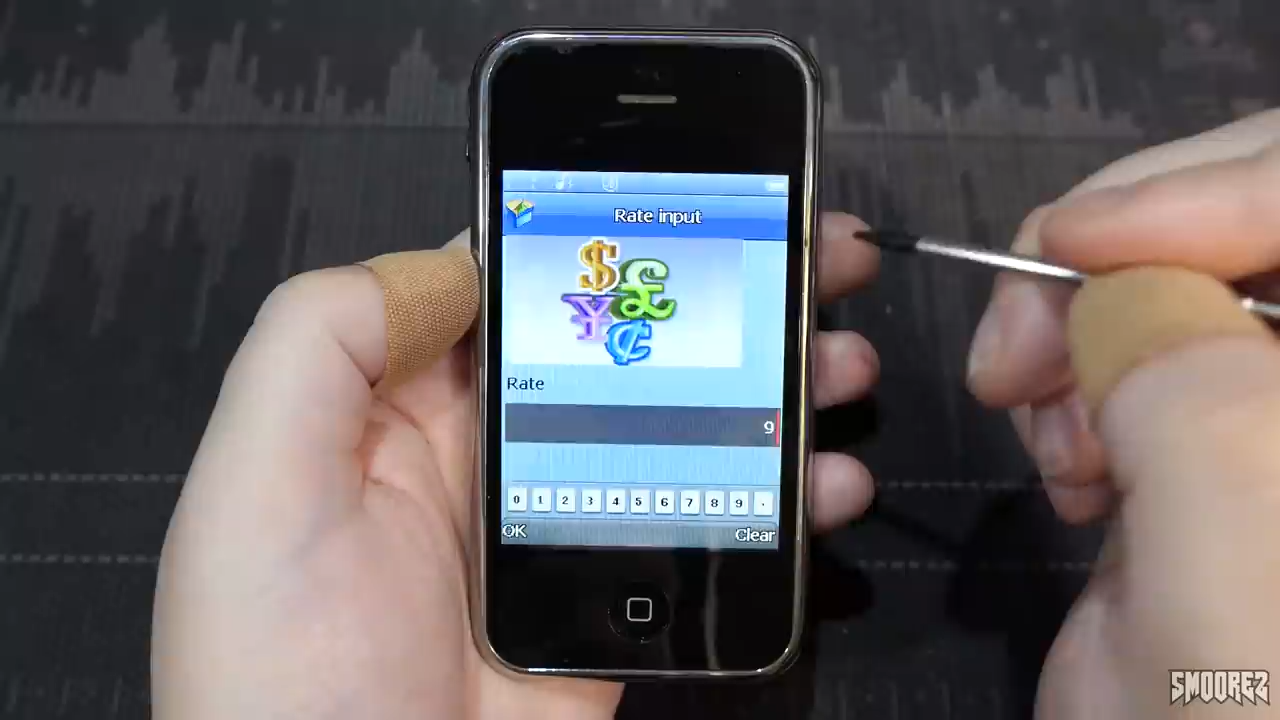 Rate input
$ £
¥ ₵
Rate
9
0 1 2 3 4 5 6 7 8 9 .
OK Clear
SMOOREZ